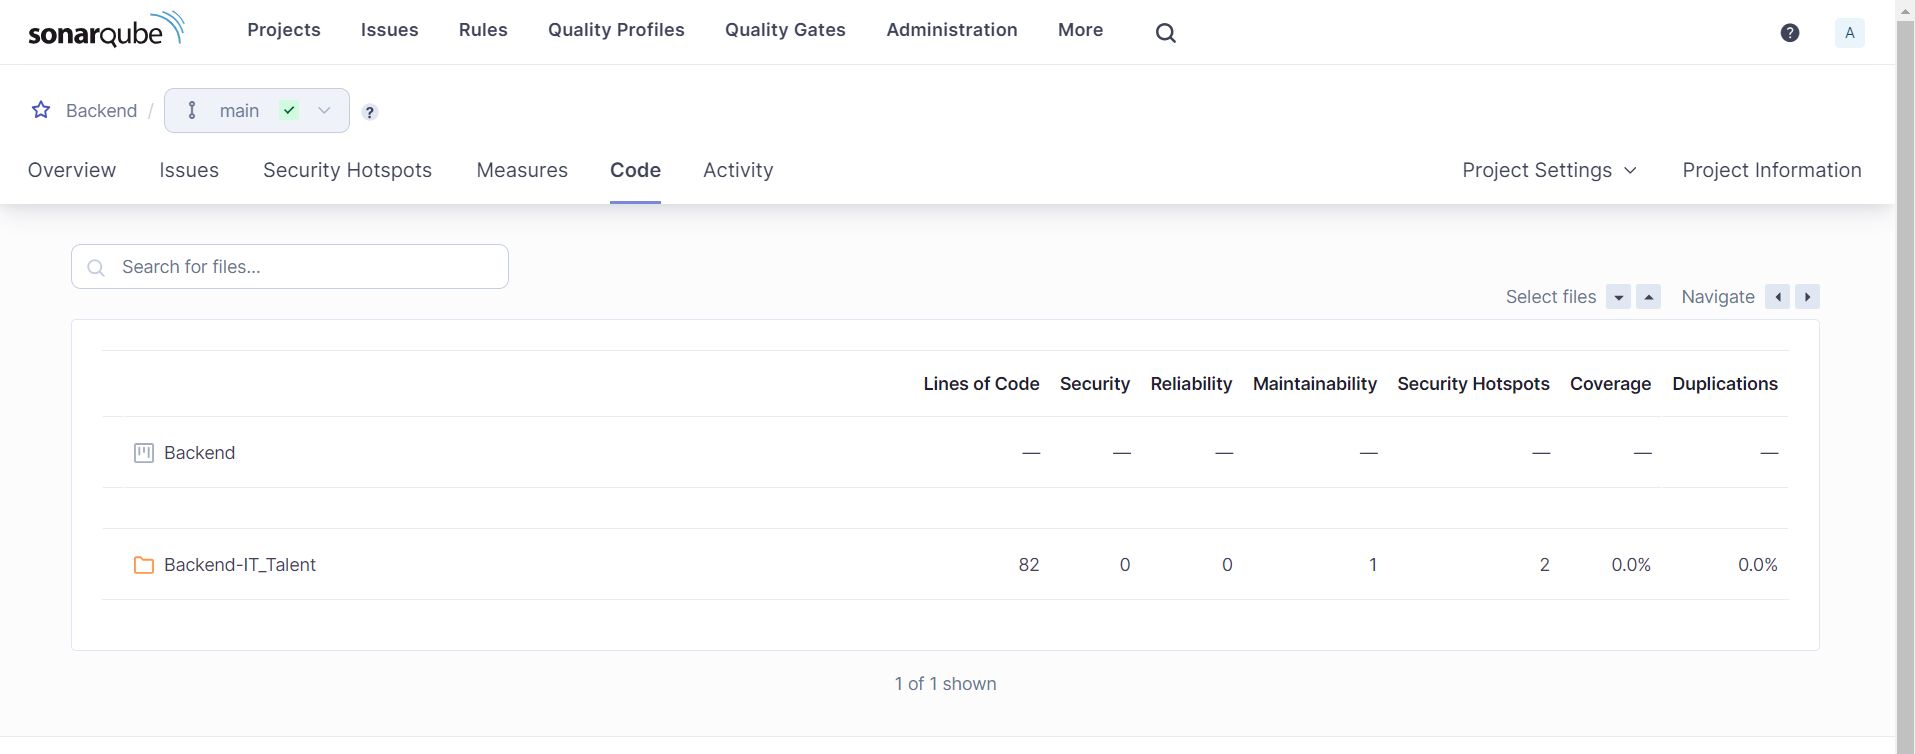 sonarqube Projects Issues Rules Quality Profiles Quality Gates Administration More ? A
Backend / main ?
Overview Issues Security Hotspots Measures Code Activity Project Settings Project Information
Search for files...
Select files Navigate
Lines of Code Security Reliability Maintainability Security Hotspots Coverage Duplications
Backend — — — — — — —
Backend-IT_Talent 82 0 0 1 2 0.0% 0.0%
1 of 1 shown